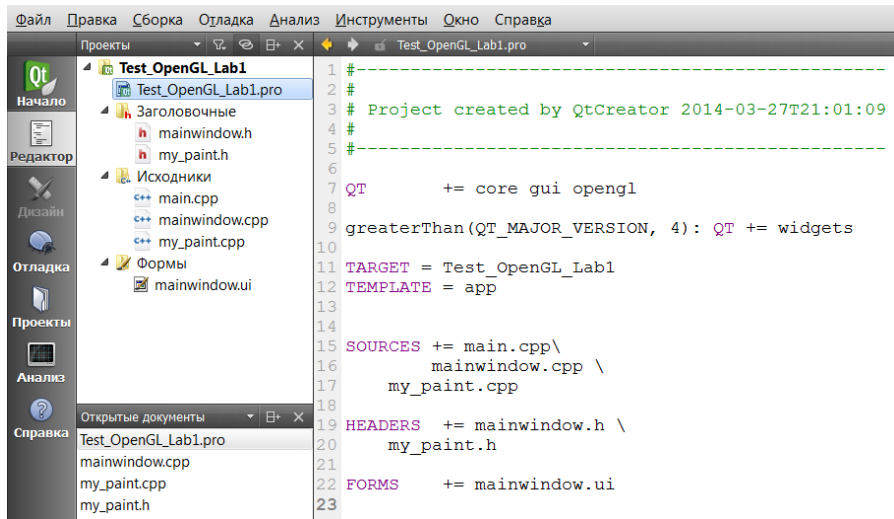 Файл Правка Сборка Отладка Анализ Инструменты Окно Справка
Проекты
Test_OpenGL_Lab1.pro
Qt
Начало
Редактор
Дизайн
Отладка
Проекты
Анализ
Справка
Test_OpenGL_Lab1
Test_OpenGL_Lab1.pro
Заголовочные
h mainwindow.h
h my_paint.h
Исходники
c++ main.cpp
c++ mainwindow.cpp
c++ my_paint.cpp
Формы
mainwindow.ui
Открытые документы
Test_OpenGL_Lab1.pro
mainwindow.cpp
my_paint.cpp
my_paint.h
1 #-------------------------------------------------
2 #
3 # Project created by QtCreator 2014-03-27T21:01:09
4 #
5 #-------------------------------------------------
6
7 QT       += core gui opengl
8
9 greaterThan(QT_MAJOR_VERSION, 4): QT += widgets
10
11 TARGET = Test_OpenGL_Lab1
12 TEMPLATE = app
13
14
15 SOURCES += main.cpp\
16         mainwindow.cpp \
17     my_paint.cpp
18
19 HEADERS  += mainwindow.h \
20     my_paint.h
21
22 FORMS    += mainwindow.ui
23